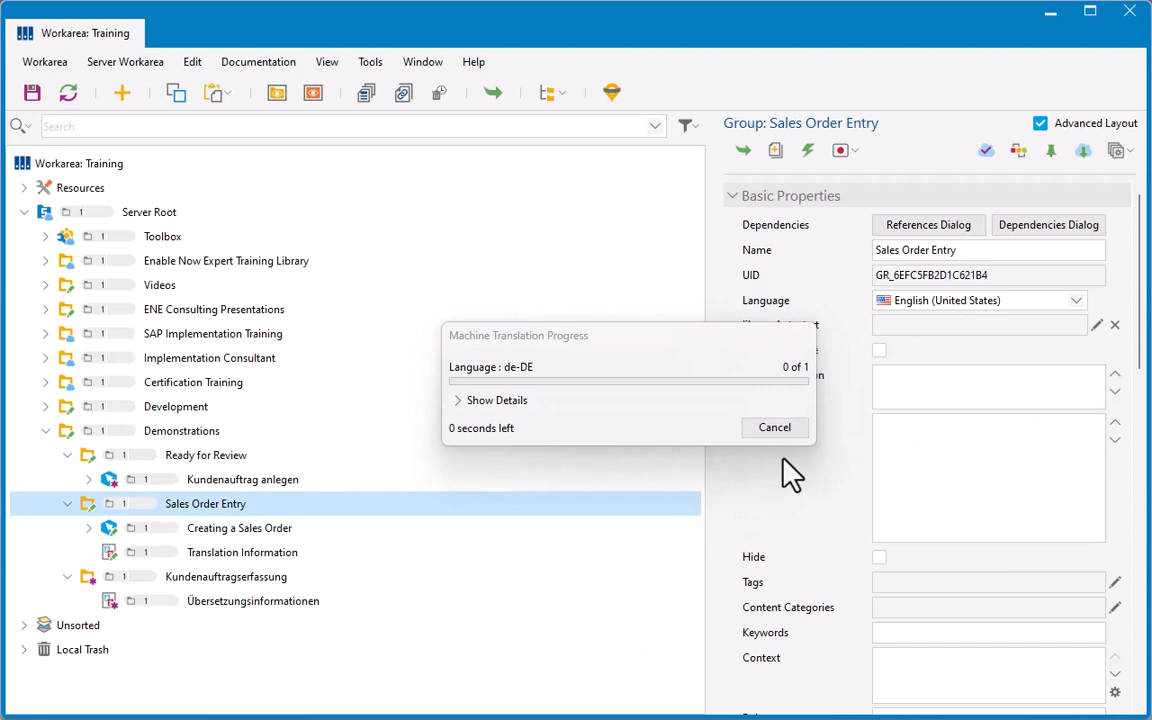 Workarea: Training
Workarea Server Workarea Edit Documentation View Tools Window Help
Search
Workarea: Training
Resources
1 Server Root
1 Toolbox
1 Enable Now Expert Training Library
1 Videos
1 ENE Consulting Presentations
1 SAP Implementation Training
1 Implementation Consultant
1 Certification Training
1 Development
1 Demonstrations
1 Ready for Review
1 Kundenauftrag anlegen
1 Sales Order Entry
1 Creating a Sales Order
1 Translation Information
1 Kundenauftragserfassung
1 Übersetzungsinformationen
Unsorted
Local Trash
Group: Sales Order Entry
Advanced Layout
Basic Properties
Dependencies References Dialog Dependencies Dialog
Name Sales Order Entry
UID GR_6EFC5FB2D1C621B4
Language English (United States)
Machine Translation Progress
Language : de-DE 0 of 1
Show Details
0 seconds left Cancel
Hide
Tags
Content Categories
Keywords
Context